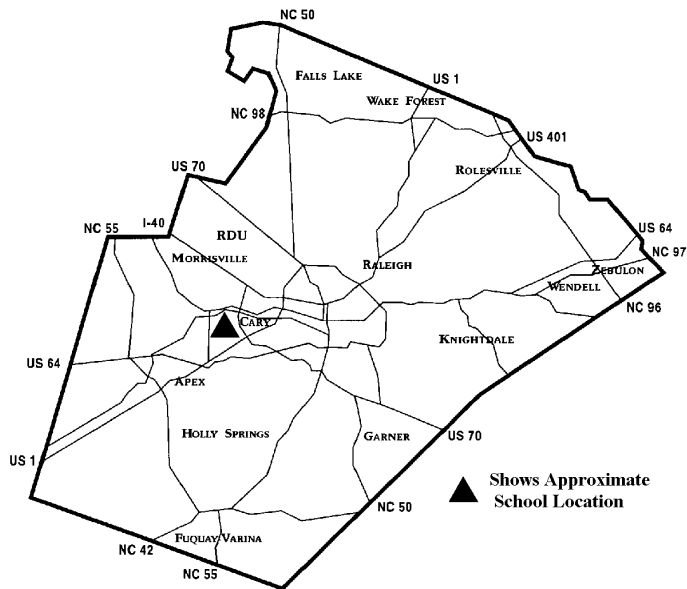 NC 50
FALLS LAKE
US 1
WAKE FOREST
NC 98
US 401
US 70
ROLESVILLE
I-40
NC 55
RDU
US 64
MORRISVILLE
RALEIGH
NC 97
ZEBULON
WENDELL
NC 96
CARY
KNIGHTDALE
US 64
APEX
HOLLY SPRINGS
GARNER
US 70
US 1
Shows Approximate
School Location
NC 50
FUQUAY VARINA
NC 42
NC 55